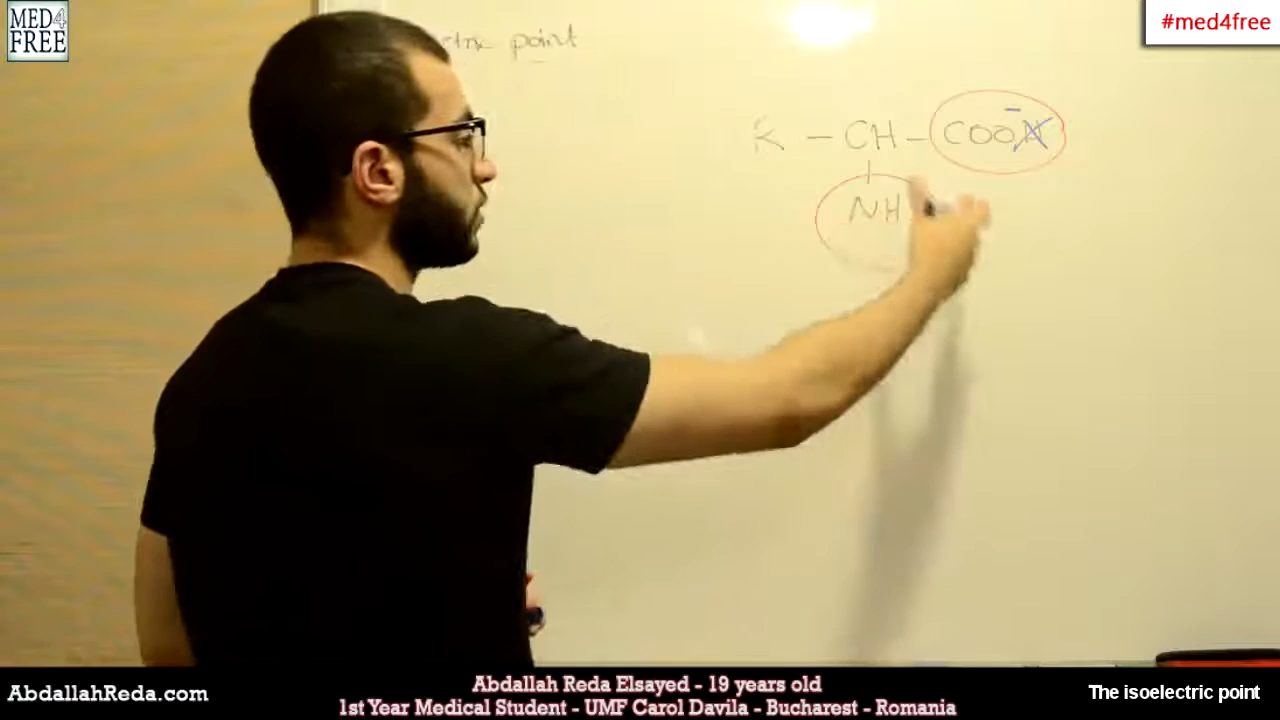 MED4
FREE
#med4free
point
R - CH - COOH
NH
AbdallahReda.com
Abdallah Reda Elsayed - 19 years old
1st Year Medical Student - UMF Carol Davila - Bucharest - Romania
The isoelectric point